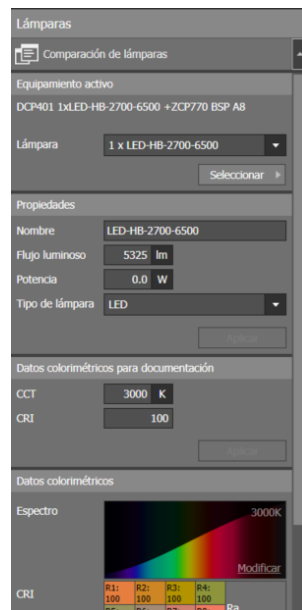 Lámparas
Comparación de lámparas
Equipamiento activo
DCP401 1xLED-HB-2700-6500 +ZCP770 BSP A8
Lámpara 1 x LED-HB-2700-6500
Seleccionar
Propiedades
Nombre LED-HB-2700-6500
Flujo luminoso 5325 lm
Potencia 0.0 W
Tipo de lámpara LED
Aplicar
Datos colorimétricos para documentación
CCT 3000 K
CRI 100
Aplicar
Datos colorimétricos
Espectro 3000K
Modificar
CRI R1: R2: R3: R4:
100 100 100 100
Ra